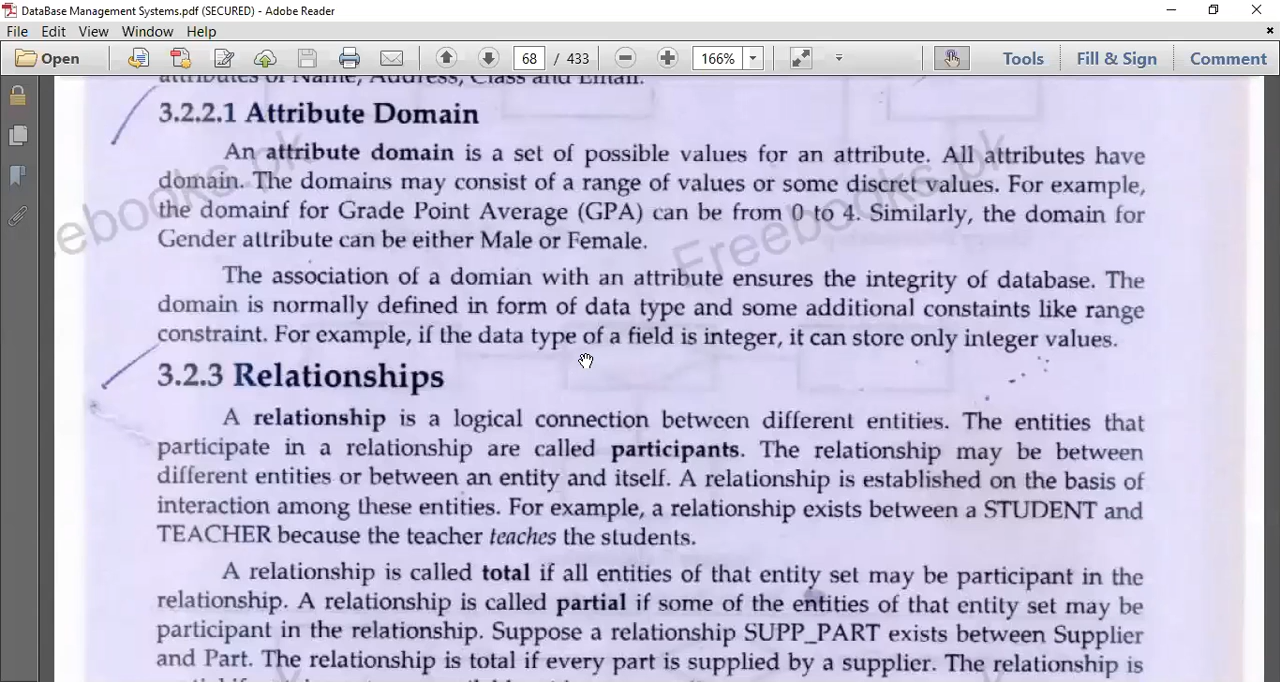 DataBase Management Systems.pdf (SECURED) - Adobe Reader
File Edit View Window Help
Open 68 / 433 166% Tools Fill & Sign Comment
attributes of Name, Address, Class and Email.
3.2.2.1 Attribute Domain
An attribute domain is a set of possible values for an attribute. All attributes have
domain. The domains may consist of a range of values or some discret values. For example,
the domainf for Grade Point Average (GPA) can be from 0 to 4. Similarly, the domain for
Gender attribute can be either Male or Female.
The association of a domian with an attribute ensures the integrity of database. The
domain is normally defined in form of data type and some additional constaints like range
constraint. For example, if the data type of a field is integer, it can store only integer values.
3.2.3 Relationships
A relationship is a logical connection between different entities. The entities that
participate in a relationship are called participants. The relationship may be between
different entities or between an entity and itself. A relationship is established on the basis of
interaction among these entities. For example, a relationship exists between a STUDENT and
TEACHER because the teacher teaches the students.
A relationship is called total if all entities of that entity set may be participant in the
relationship. A relationship is called partial if some of the entities of that entity set may be
participant in the relationship. Suppose a relationship SUPP_PART exists between Supplier
and Part. The relationship is total if every part is supplied by a supplier. The relationship is
ebooks.pk
Freebooks.pk